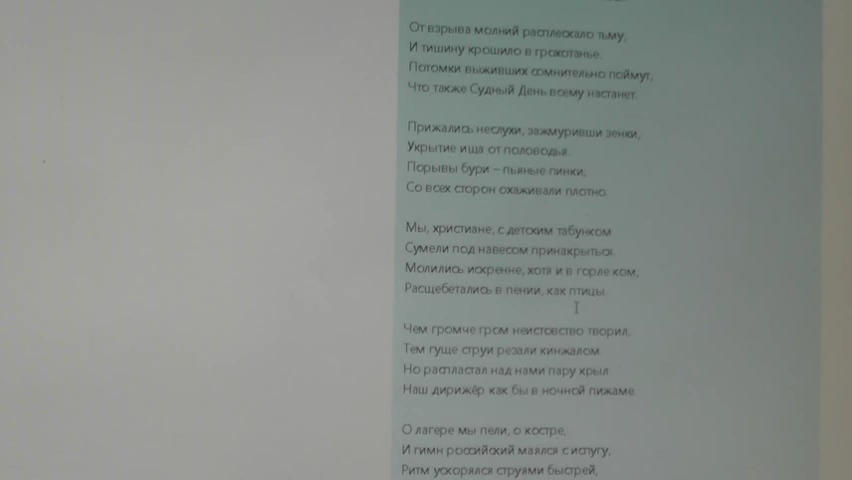 От взрыва молний расплескало тьму,
И тишину крошило в грохотанье.
Потомки выживших сомнительно поймут,
Что также Судный День всему настанет.
Прижались неслухи, зажмуривши зенки,
Укрытие ища от половодья.
Порывы бури – пьяные пинки,
Со всех сторон охаживали плотно.
Мы, христиане, с детским табунком
Сумели под навесом принакрыться.
Молились искренне, хотя и в горле ком,
Расщебетались в пении, как птицы.
Чем громче гром неистовство творил,
Тем гуще струи резали кинжалом.
Но распластал над нами пару крыл
Наш дирижёр как бы в ночной пижаме.
О лагере мы пели, о костре,
И гимн российский маялся с испугу,
Ритм ускорялся струями быстрей,